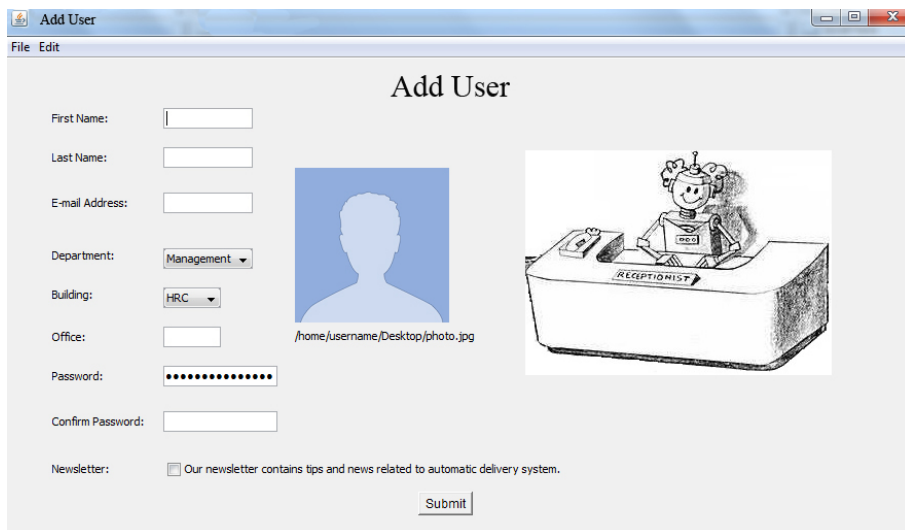 Add User
File Edit
Add User
First Name:
Last Name:
E-mail Address:
Department: Management
Building: HRC
Office:
/home/username/Desktop/photo.jpg
RECEPTIONIST
Password: •••••••••••••••
Confirm Password:
Newsletter: Our newsletter contains tips and news related to automatic delivery system.
Submit